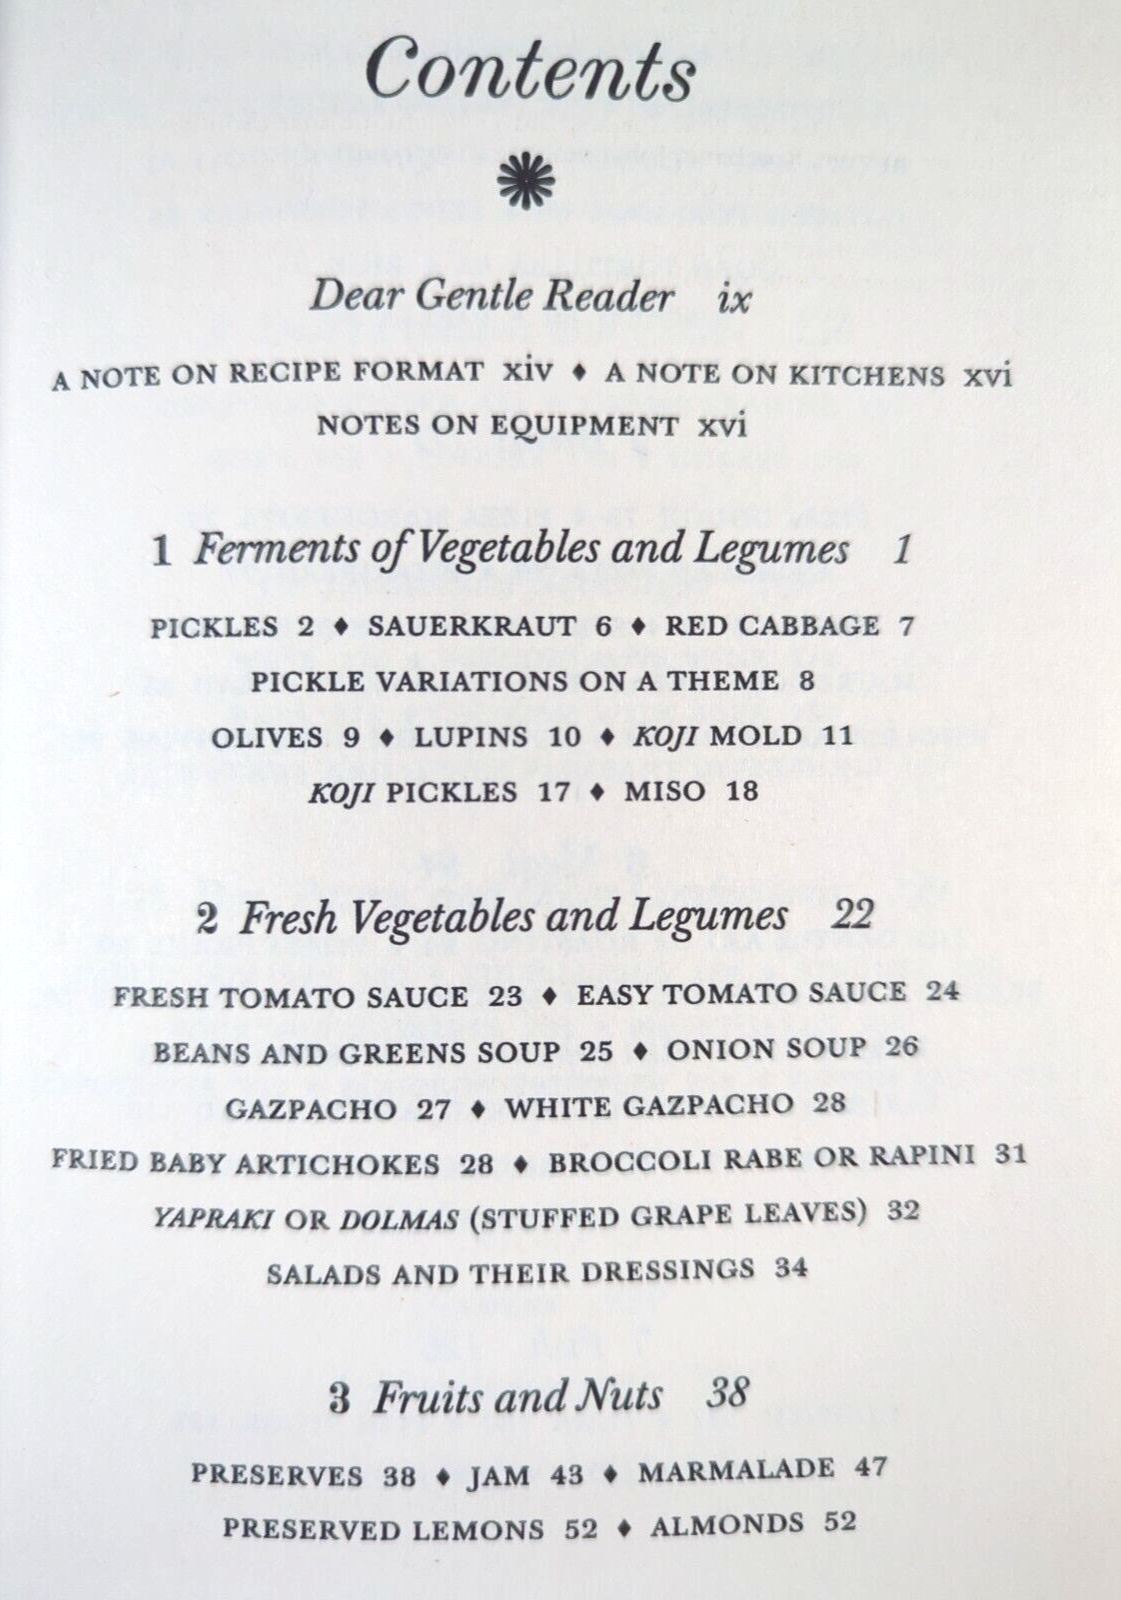 Contents
Dear Gentle Reader ix
A NOTE ON RECIPE FORMAT xiv ♦ A NOTE ON KITCHENS xvi
NOTES ON EQUIPMENT xvi
1 Ferments of Vegetables and Legumes 1
PICKLES 2 ♦ SAUERKRAUT 6 ♦ RED CABBAGE 7
PICKLE VARIATIONS ON A THEME 8
OLIVES 9 ♦ LUPINS 10 ♦ KOJI MOLD 11
KOJI PICKLES 17 ♦ MISO 18
2 Fresh Vegetables and Legumes 22
FRESH TOMATO SAUCE 23 ♦ EASY TOMATO SAUCE 24
BEANS AND GREENS SOUP 25 ♦ ONION SOUP 26
GAZPACHO 27 ♦ WHITE GAZPACHO 28
FRIED BABY ARTICHOKES 28 ♦ BROCCOLI RABE OR RAPINI 31
YAPRAKI OR DOLMAS (STUFFED GRAPE LEAVES) 32
SALADS AND THEIR DRESSINGS 34
3 Fruits and Nuts 38
PRESERVES 38 ♦ JAM 43 ♦ MARMALADE 47
PRESERVED LEMONS 52 ♦ ALMONDS 52